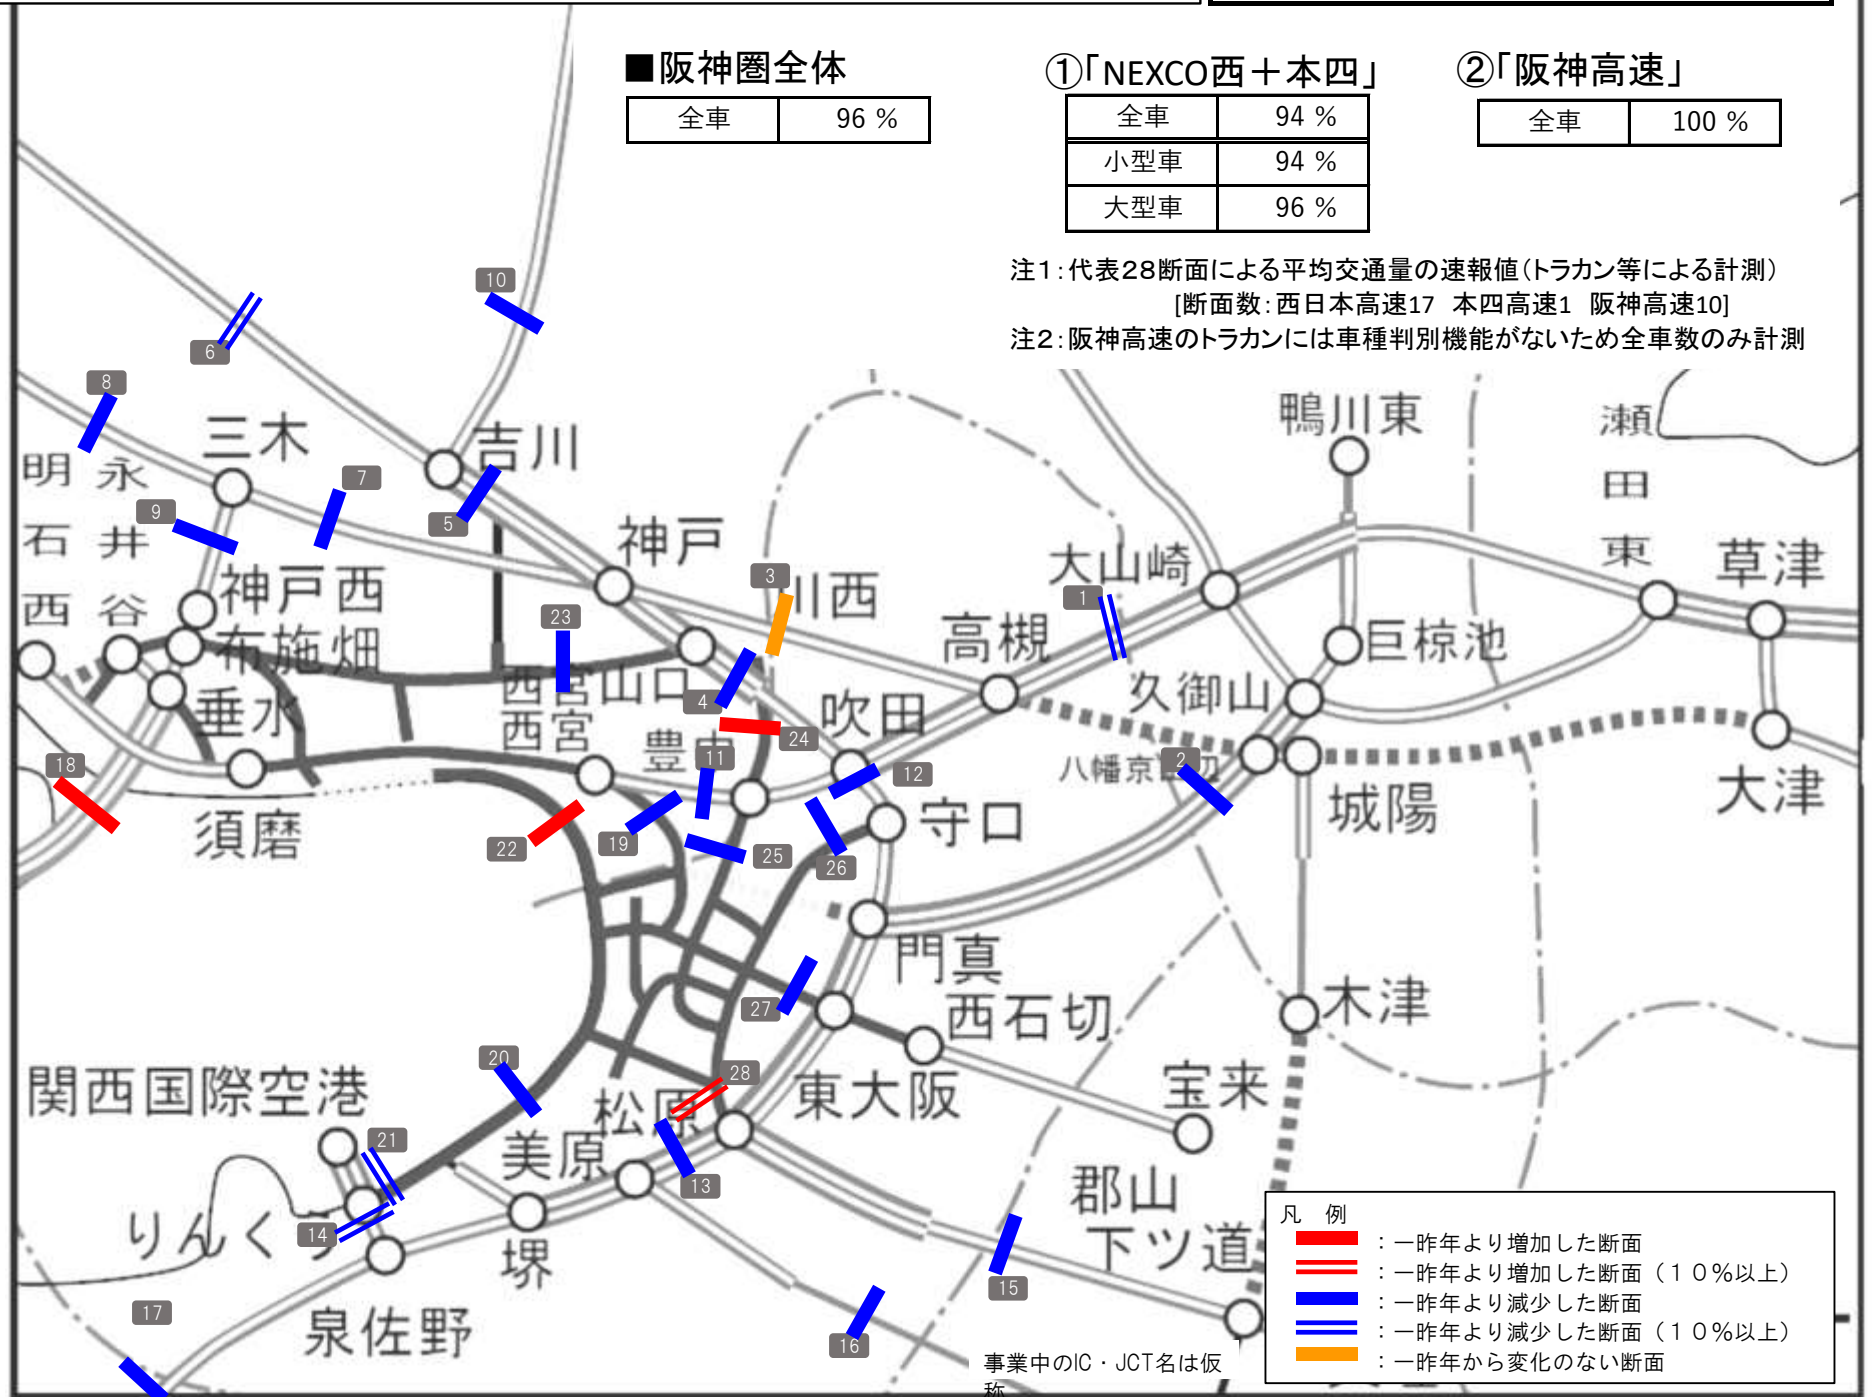 ■阪神圏全体
全車 96 %
①「NEXCO西＋本四」
全車 94 %
小型車 94 %
大型車 96 %
②「阪神高速」
全車 100 %
注1：代表28断面による平均交通量の速報値（トラカン等による計測）
[断面数：西日本高速17 本四高速1 阪神高速10]
注2：阪神高速のトラカンには車種判別機能がないため全車数のみ計測
10
6
8
三木
吉川
鴨川東
瀬田東
明石西
永井谷
7
9
5
神戸
大山崎
草津
3
川西
1
神戸西
23
高槻
巨椋池
布施畑
西宮山口
4
久御山
垂水
西宮
吹田
24
豊中
11
12
八幡京田辺
2
18
大津
須磨
22
19
25
26
守口
城陽
門真
27
西石切
木津
20
28
関西国際空港
松原
東大阪
宝来
21
美原
13
郡山
下ツ道
14
りんくう
堺
15
17
泉佐野
16
事業中のIC・JCT名は仮
称
凡 例
：一昨年より増加した断面
：一昨年より増加した断面（１０％以上）
：一昨年より減少した断面
：一昨年より減少した断面（１０％以上）
：一昨年から変化のない断面